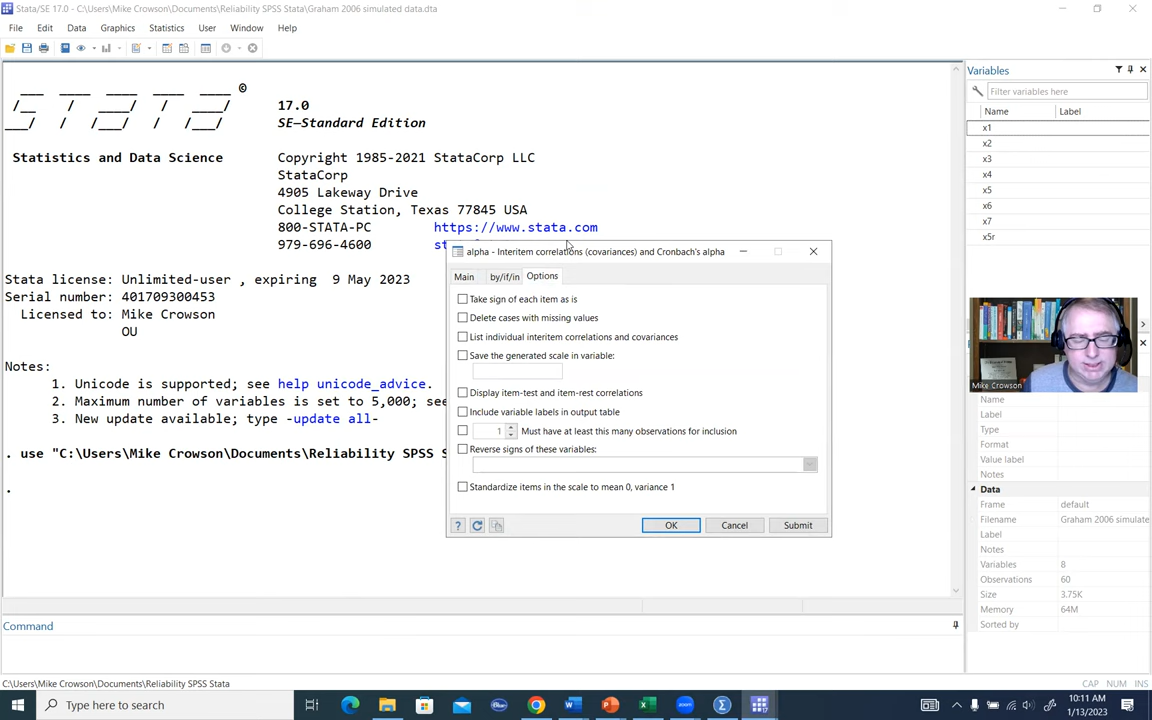 Stata/SE 17.0 - C:\Users\Mike Crowson\Documents\Reliability SPSS Stata\Graham 2006 simulated data.dta
File Edit Data Graphics Statistics User Window Help
®
17.0
SE—Standard Edition
Statistics and Data Science
Copyright 1985-2021 StataCorp LLC
StataCorp
4905 Lakeway Drive
College Station, Texas 77845 USA
800-STATA-PC https://www.stata.com
979-696-4600
Stata license: Unlimited-user , expiring 9 May 2023
Serial number: 401709300453
Licensed to: Mike Crowson
OU
Notes:
1. Unicode is supported; see help unicode_advice.
2. Maximum number of variables is set to 5,000; see
3. New update available; type -update all-
. use "C:\Users\Mike Crowson\Documents\Reliability SPSS S
.
alpha - Interitem correlations (covariances) and Cronbach's alpha
Main by/if/in Options
Take sign of each item as is
Delete cases with missing values
List individual interitem correlations and covariances
Save the generated scale in variable:
Display item-test and item-rest correlations
Include variable labels in output table
1 Must have at least this many observations for inclusion
Reverse signs of these variables:
Standardize items in the scale to mean 0, variance 1
? OK Cancel Submit
Variables
Filter variables here
Name Label
x1
x2
x3
x4
x5
x6
x7
x5r
Mike Crowson
Name
Label
Type
Format
Value label
Notes
Data
Frame default
Filename Graham 2006 simulate
Label
Notes
Variables 8
Observations 60
Size 3.75K
Memory 64M
Sorted by
Command
C:\Users\Mike Crowson\Documents\Reliability SPSS Stata
CAP NUM INS
Type here to search
10:11 AM
1/13/2023